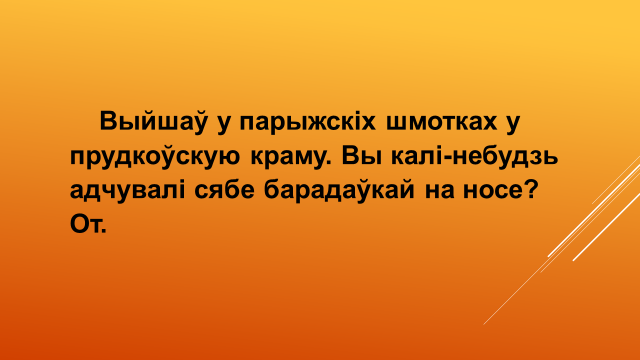 Выйшаў у парыжскіх шмотках у
прудкоўскую краму. Вы калі-небудзь
адчувалі сябе барадаўкай на носе?
От.